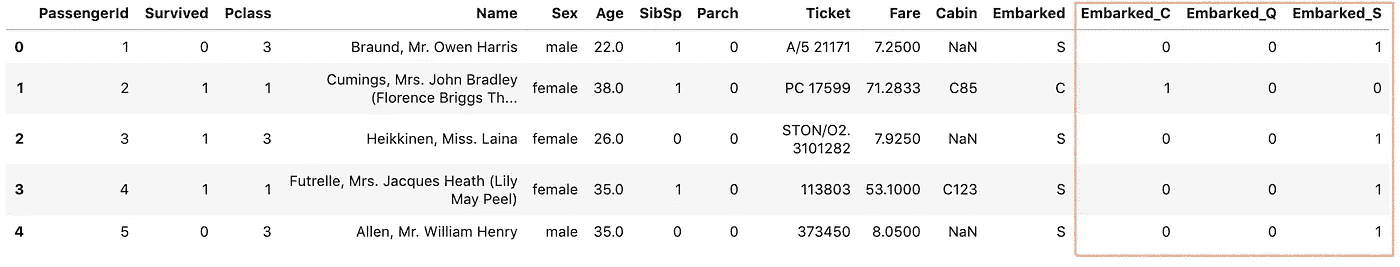 PassengerId Survived Pclass Name Sex Age SibSp Parch Ticket Fare Cabin Embarked Embarked_C Embarked_Q Embarked_S
0 1 0 3 Braund, Mr. Owen Harris male 22.0 1 0 A/5 21171 7.2500 NaN S 0 0 1
Cumings, Mrs. John Bradley
1 2 1 1 (Florence Briggs Th... female 38.0 1 0 PC 17599 71.2833 C85 C 1 0 0
2 3 1 3 Heikkinen, Miss. Laina female 26.0 0 0 STON/O2. 7.9250 NaN S 0 0 1
3101282
3 4 1 1 Futrelle, Mrs. Jacques Heath (Lily female 35.0 1 0 113803 53.1000 C123 S 0 0 1
May Peel)
4 5 0 3 Allen, Mr. William Henry male 35.0 0 0 373450 8.0500 NaN S 0 0 1